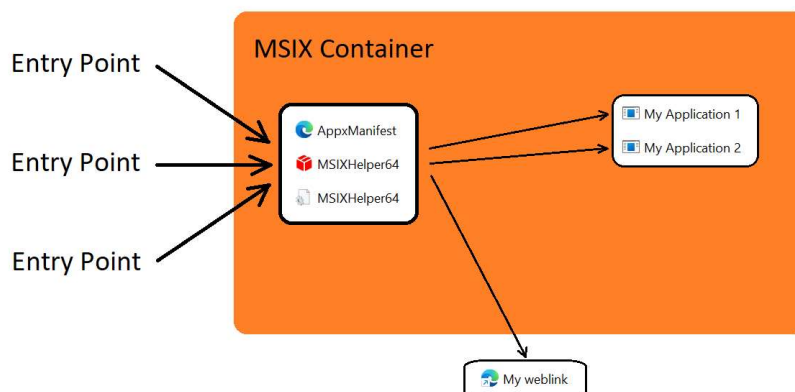 MSIX Container
Entry Point
Entry Point
Entry Point
AppxManifest
MSIXHelper64
MSIXHelper64
My Application 1
My Application 2
My weblink